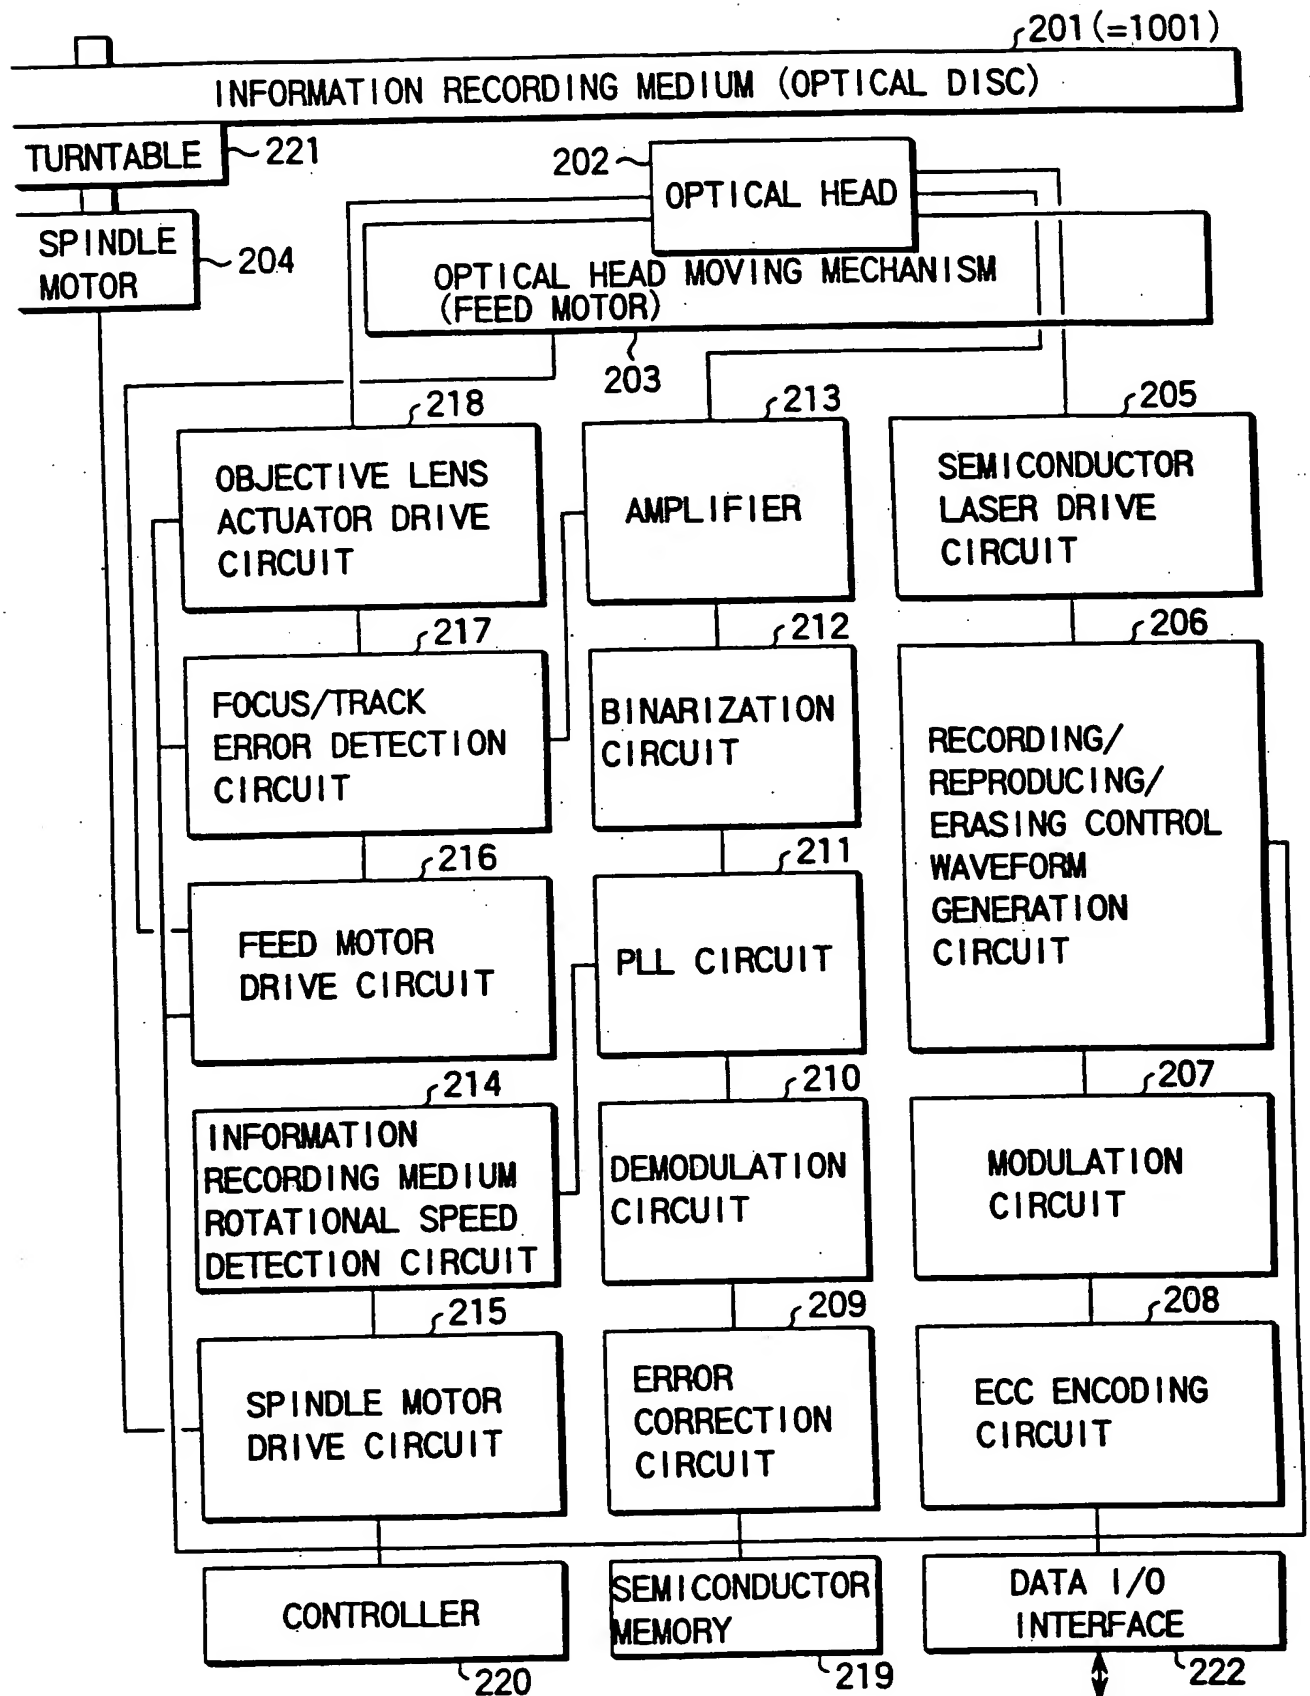 201(=1001)
INFORMATION RECORDING MEDIUM (OPTICAL DISC)
TURNTABLE
221
202
OPTICAL HEAD
SPINDLE
MOTOR
204
OPTICAL HEAD MOVING MECHANISM
(FEED MOTOR)
203
218
213
205
OBJECTIVE LENS
ACTUATOR DRIVE
CIRCUIT
AMPLIFIER
SEMICONDUCTOR
LASER DRIVE
CIRCUIT
217
212
206
FOCUS/TRACK
ERROR DETECTION
CIRCUIT
BINARIZATION
CIRCUIT
RECORDING/
REPRODUCING/
ERASING CONTROL
WAVEFORM
GENERATION
CIRCUIT
216
211
FEED MOTOR
DRIVE CIRCUIT
PLL CIRCUIT
214
210
207
INFORMATION
RECORDING MEDIUM
ROTATIONAL SPEED
DETECTION CIRCUIT
DEMODULATION
CIRCUIT
MODULATION
CIRCUIT
215
209
208
SPINDLE MOTOR
DRIVE CIRCUIT
ERROR
CORRECTION
CIRCUIT
ECC ENCODING
CIRCUIT
CONTROLLER
SEMICONDUCTOR
MEMORY
DATA I/O
INTERFACE
220
219
222